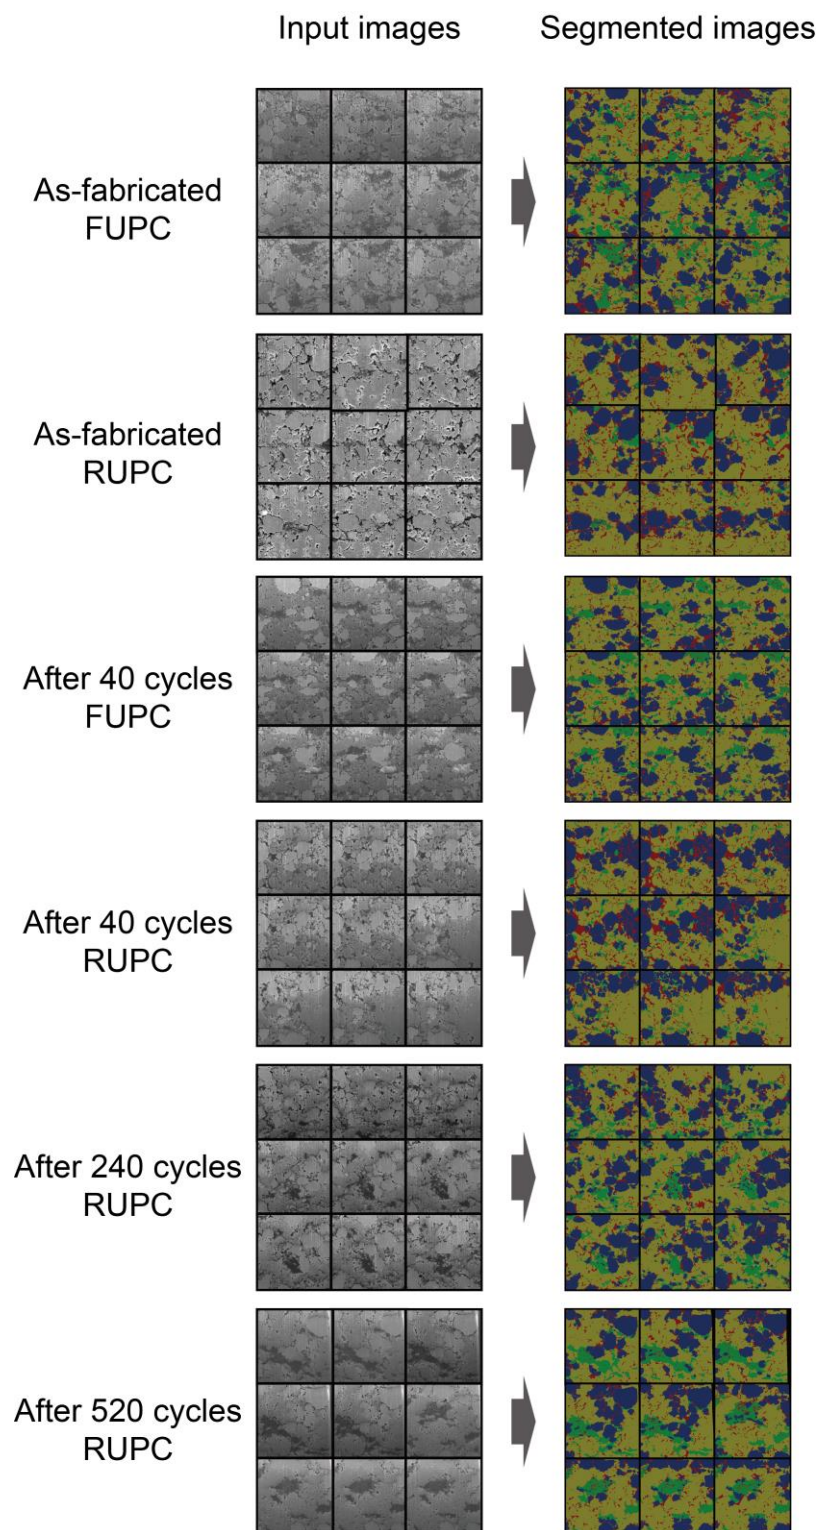 Input images Segmented images
As-fabricated
FUPC
As-fabricated
RUPC
After 40 cycles
FUPC
After 40 cycles
RUPC
After 240 cycles
RUPC
After 520 cycles
RUPC